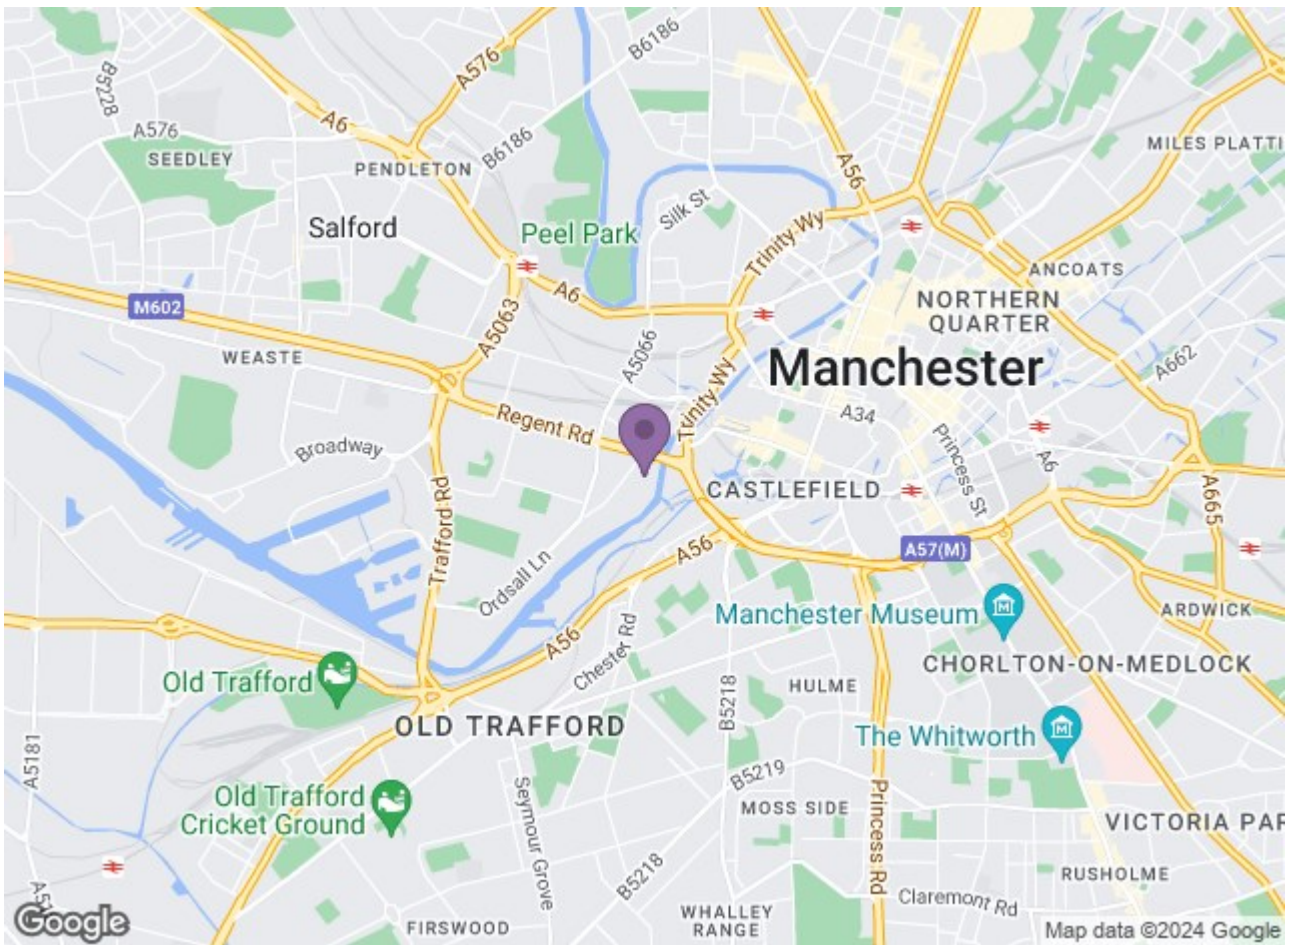 B6186
A576
B5228
A6
A576
SEEDLEY
B6186
PENDLETON
A56
MILES PLATTI
Salford
Silk St
Peel Park
Trinity Wy
ANCOATS
M602
A6
NORTHERN
QUARTER
A5063
WEASTE
A5066
Manchester
A662
Trinity Wy
A34
Regent Rd
Broadway
Princess St
A6
CASTLEFIELD
A665
Trafford Rd
A56
A57(M)
Ordsall Ln
Manchester Museum
ARDWICK
A56
Chester Rd
CHORLTON-ON-MEDLOCK
Old Trafford
HULME
B5218
OLD TRAFFORD
The Whitworth
A5181
B5219
Old Trafford
Cricket Ground
Seymour Grove
MOSS SIDE
Princess Rd
VICTORIA PAR
RUSHOLME
B5218
Claremont Rd
WHALLEY
RANGE
FIRSWOOD
Google
Map data ©2024 Google